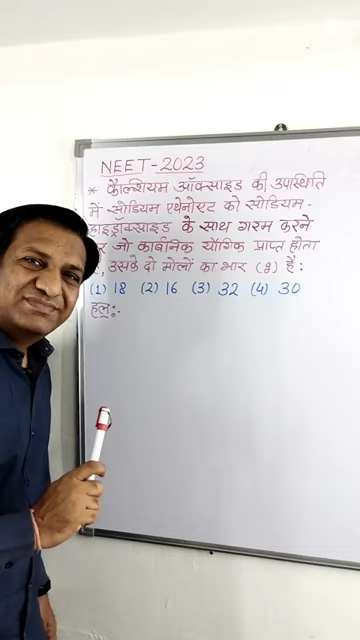 NEET-2023
* कैल्शियम ऑक्साइड की उपस्थिति
में सोडियम एथेनोएट को सोडियम-
हाइड्रोक्साइड के साथ गरम करने
र जो कार्बनिक यौगिक प्राप्त होता
है, उसके दो मोलों का भार (g) है:
(1) 18 (2) 16 (3) 32 (4) 30
हल:-